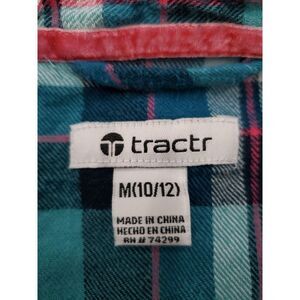 tractr
M(10/12)
MADE IN CHINA
HECHO EN CHINA
RN# 74299